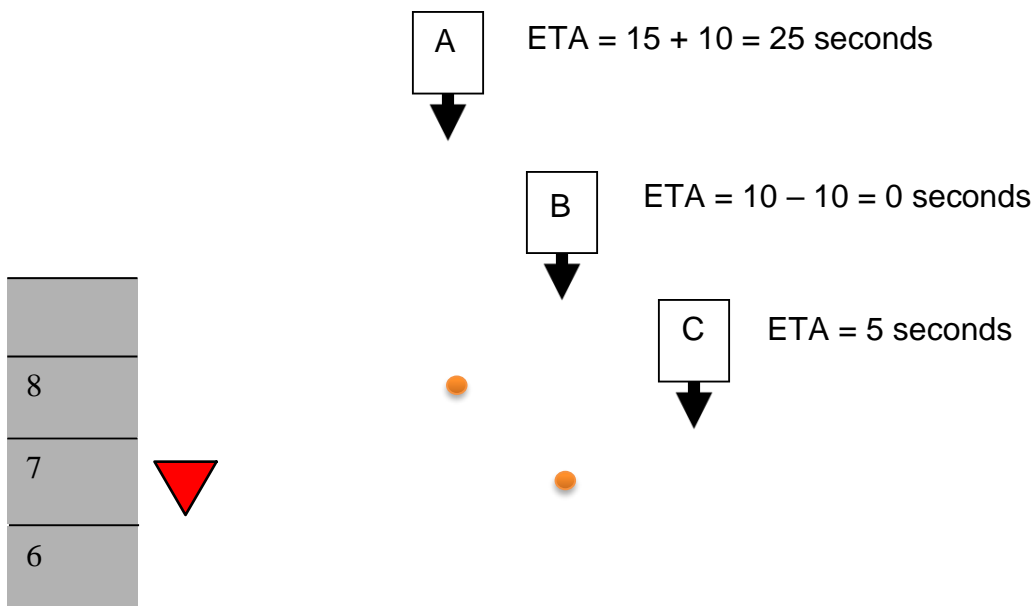 A ETA = 15 + 10 = 25 seconds
B ETA = 10 – 10 = 0 seconds
C ETA = 5 seconds
8
7
6